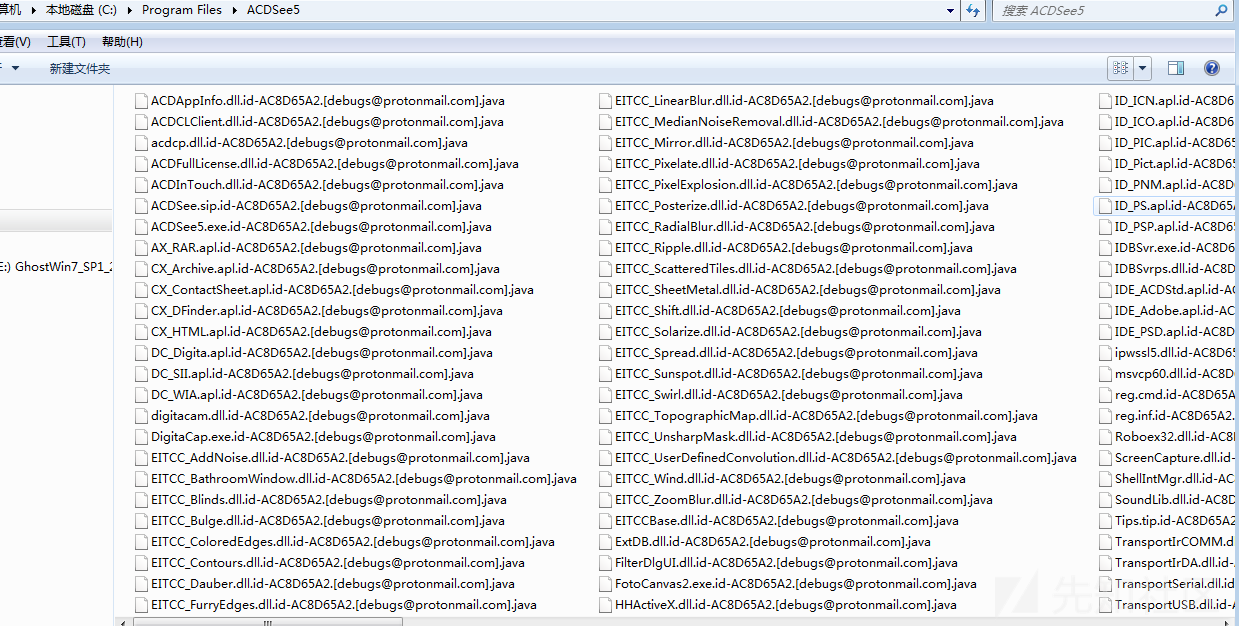 算机 ▸ 本地磁盘 (C:) ▸ Program Files ▸ ACDSee5
搜索 ACDSee5
查看(V) 工具(T) 帮助(H)
新建文件夹
E:) GhostWin7_SP1_2
ACDAppInfo.dll.id-AC8D65A2.[debugs@protonmail.com].java
ACDCLClient.dll.id-AC8D65A2.[debugs@protonmail.com].java
acdcp.dll.id-AC8D65A2.[debugs@protonmail.com].java
ACDFullLicense.dll.id-AC8D65A2.[debugs@protonmail.com].java
ACDInTouch.dll.id-AC8D65A2.[debugs@protonmail.com].java
ACDSee.sip.id-AC8D65A2.[debugs@protonmail.com].java
ACDSee5.exe.id-AC8D65A2.[debugs@protonmail.com].java
AX_RAR.apl.id-AC8D65A2.[debugs@protonmail.com].java
CX_Archive.apl.id-AC8D65A2.[debugs@protonmail.com].java
CX_ContactSheet.apl.id-AC8D65A2.[debugs@protonmail.com].java
CX_DFinder.apl.id-AC8D65A2.[debugs@protonmail.com].java
CX_HTML.apl.id-AC8D65A2.[debugs@protonmail.com].java
DC_Digita.apl.id-AC8D65A2.[debugs@protonmail.com].java
DC_SII.apl.id-AC8D65A2.[debugs@protonmail.com].java
DC_WIA.apl.id-AC8D65A2.[debugs@protonmail.com].java
digitacam.dll.id-AC8D65A2.[debugs@protonmail.com].java
DigitaCap.exe.id-AC8D65A2.[debugs@protonmail.com].java
EITCC_AddNoise.dll.id-AC8D65A2.[debugs@protonmail.com].java
EITCC_BathroomWindow.dll.id-AC8D65A2.[debugs@protonmail.com].java
EITCC_Blinds.dll.id-AC8D65A2.[debugs@protonmail.com].java
EITCC_Bulge.dll.id-AC8D65A2.[debugs@protonmail.com].java
EITCC_ColoredEdges.dll.id-AC8D65A2.[debugs@protonmail.com].java
EITCC_Contours.dll.id-AC8D65A2.[debugs@protonmail.com].java
EITCC_Dauber.dll.id-AC8D65A2.[debugs@protonmail.com].java
EITCC_FurryEdges.dll.id-AC8D65A2.[debugs@protonmail.com].java
EITCC_LinearBlur.dll.id-AC8D65A2.[debugs@protonmail.com].java
EITCC_MedianNoiseRemoval.dll.id-AC8D65A2.[debugs@protonmail.com].java
EITCC_Mirror.dll.id-AC8D65A2.[debugs@protonmail.com].java
EITCC_Pixelate.dll.id-AC8D65A2.[debugs@protonmail.com].java
EITCC_PixelExplosion.dll.id-AC8D65A2.[debugs@protonmail.com].java
EITCC_Posterize.dll.id-AC8D65A2.[debugs@protonmail.com].java
EITCC_RadialBlur.dll.id-AC8D65A2.[debugs@protonmail.com].java
EITCC_Ripple.dll.id-AC8D65A2.[debugs@protonmail.com].java
EITCC_ScatteredTiles.dll.id-AC8D65A2.[debugs@protonmail.com].java
EITCC_SheetMetal.dll.id-AC8D65A2.[debugs@protonmail.com].java
EITCC_Shift.dll.id-AC8D65A2.[debugs@protonmail.com].java
EITCC_Solarize.dll.id-AC8D65A2.[debugs@protonmail.com].java
EITCC_Spread.dll.id-AC8D65A2.[debugs@protonmail.com].java
EITCC_Sunspot.dll.id-AC8D65A2.[debugs@protonmail.com].java
EITCC_Swirl.dll.id-AC8D65A2.[debugs@protonmail.com].java
EITCC_TopographicMap.dll.id-AC8D65A2.[debugs@protonmail.com].java
EITCC_UnsharpMask.dll.id-AC8D65A2.[debugs@protonmail.com].java
EITCC_UserDefinedConvolution.dll.id-AC8D65A2.[debugs@protonmail.com].java
EITCC_Wind.dll.id-AC8D65A2.[debugs@protonmail.com].java
EITCC_ZoomBlur.dll.id-AC8D65A2.[debugs@protonmail.com].java
EITCCBase.dll.id-AC8D65A2.[debugs@protonmail.com].java
ExtDB.dll.id-AC8D65A2.[debugs@protonmail.com].java
FilterDlgUI.dll.id-AC8D65A2.[debugs@protonmail.com].java
FotoCanvas2.exe.id-AC8D65A2.[debugs@protonmail.com].java
HHActiveX.dll.id-AC8D65A2.[debugs@protonmail.com].java
ID_ICN.apl.id-AC8D6
ID_ICO.apl.id-AC8D6
ID_PIC.apl.id-AC8D6
ID_Pict.apl.id-AC8D65
ID_PNM.apl.id-AC8D
ID_PS.apl.id-AC8D65A
ID_PSP.apl.id-AC8D6
IDBSvr.exe.id-AC8D6
IDBSvrps.dll.id-AC8D
IDE_ACDStd.apl.id-AC
IDE_Adobe.apl.id-AC
IDE_PSD.apl.id-AC8D
ipwssl5.dll.id-AC8D65
msvcp60.dll.id-AC8D
reg.cmd.id-AC8D65A
reg.inf.id-AC8D65A2.
Roboex32.dll.id-AC8
ScreenCapture.dll.id-
ShellIntMgr.dll.id-AC
SoundLib.dll.id-AC8D
Tips.tip.id-AC8D65A2
TransportIrCOMM.d
TransportIrDA.dll.id-
TransportSerial.dll.id
TransportUSB.dll.id-A